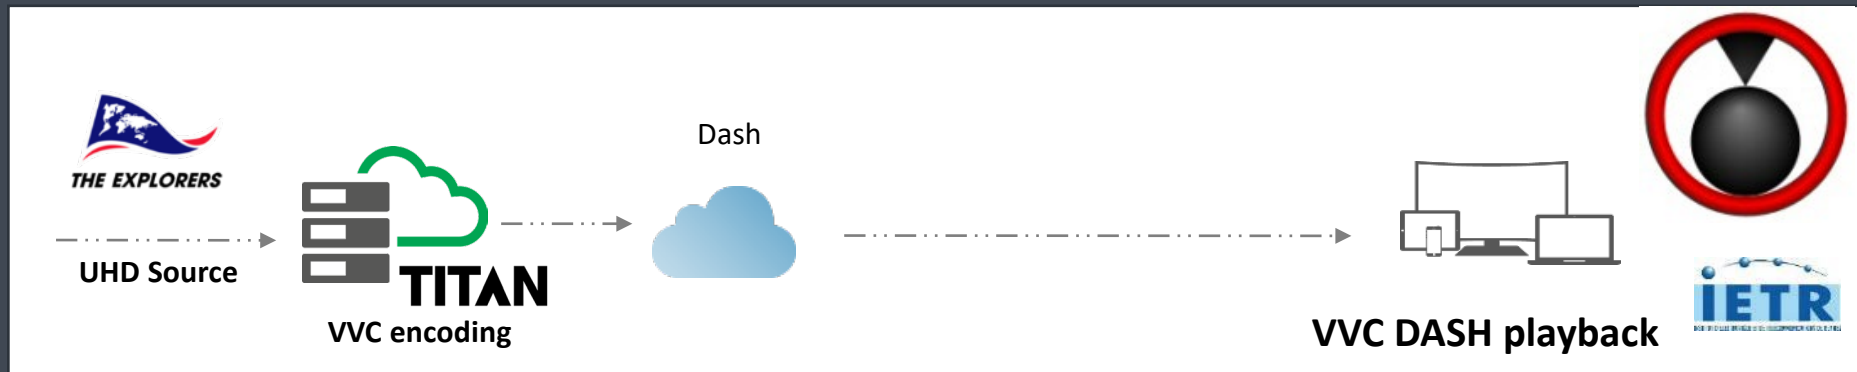 THE EXPLORERS
UHD Source
TITAN
VVC encoding
Dash
VVC DASH playback
IETR